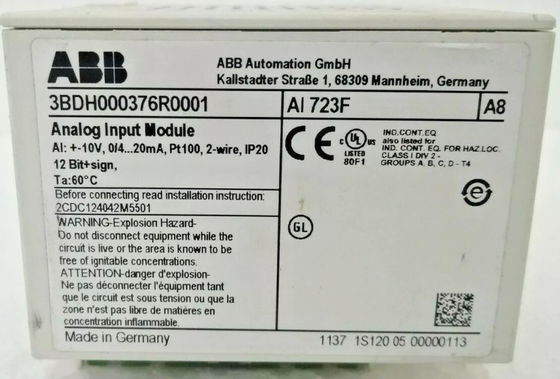 ABB
ABB Automation GmbH
Kallstadter Straße 1, 68309 Mannheim, Germany
3BDH000376R0001
AI 723F
A8
Analog Input Module
AI: +-10V, 0/4...20mA, Pt100, 2-wire, IP20
12 Bit+sign,
Ta:60°C
CE
c UL us
LISTED
80F1
IND.CONT.EQ
also listed for
IND. CONT. EQ. FOR HAZ.LOC.
CLASS I DIV 2 -
GROUPS A, B, C, D - T4
Before connecting read installation instruction:
2CDC124042M5501
WARNING-Explosion Hazard-
Do not disconnect equipment while the
circuit is live or the area is known to be
free of ignitable concentrations.
ATTENTION-danger d'explosion-
Ne pas déconnecter l'équipment tant
que le circuit est sous tension ou que la
zone n'est pas libre de matières en
concentration inflammable.
GL
e
Made in Germany
1137 1S120 05 00000113